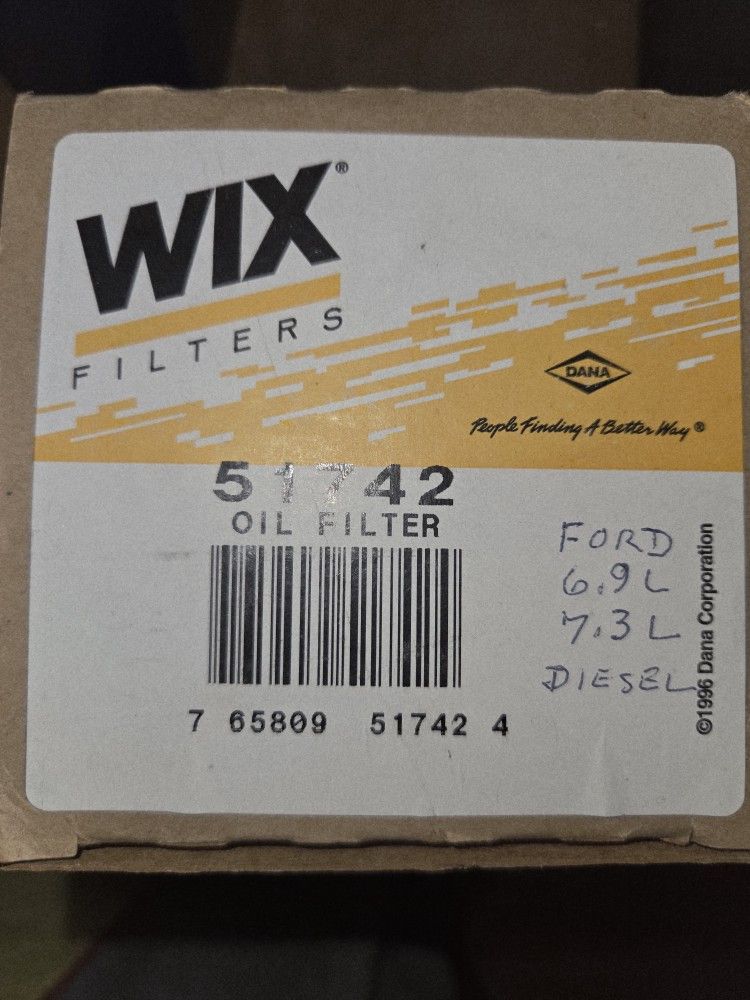 WIX®
FILTERS
DANA
People Finding A Better Way®
51742
OIL FILTER
7 65809 51742 4
FORD
6.9L
7.3L
DIESEL
©1996 Dana Corporation